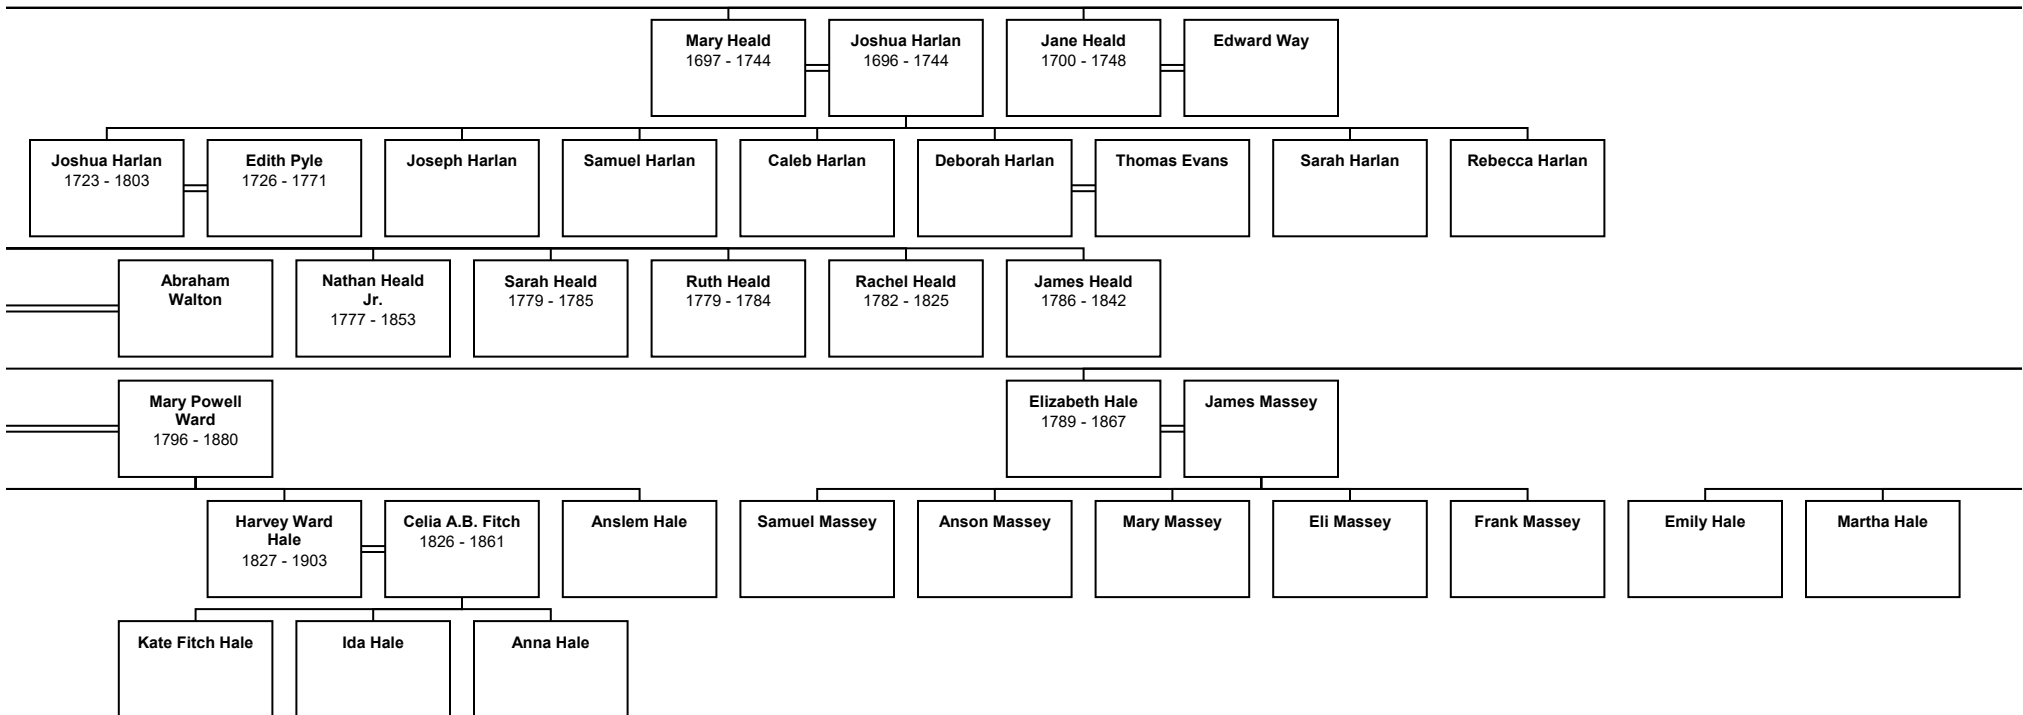 Mary Heald
1697 - 1744
Joshua Harlan
1696 - 1744
Jane Heald
1700 - 1748
Edward Way
Joshua Harlan
1723 - 1803
Edith Pyle
1726 - 1771
Joseph Harlan
Samuel Harlan
Caleb Harlan
Deborah Harlan
Thomas Evans
Sarah Harlan
Rebecca Harlan
Abraham
Walton
Nathan Heald
Jr.
1777 - 1853
Sarah Heald
1779 - 1785
Ruth Heald
1779 - 1784
Rachel Heald
1782 - 1825
James Heald
1786 - 1842
Mary Powell
Ward
1796 - 1880
Elizabeth Hale
1789 - 1867
James Massey
Harvey Ward
Hale
1827 - 1903
Celia A.B. Fitch
1826 - 1861
Anslem Hale
Samuel Massey
Anson Massey
Mary Massey
Eli Massey
Frank Massey
Emily Hale
Martha Hale
Kate Fitch Hale
Ida Hale
Anna Hale